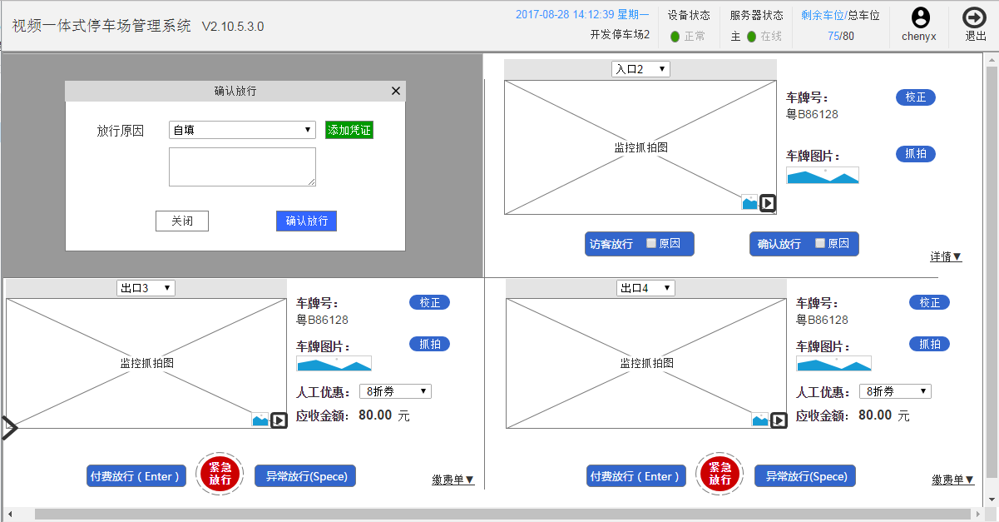 视频一体式停车场管理系统 V2.10.5.3.0
2017-08-28 14:12:39 星期一
开发停车场2
设备状态
正常
服务器状态
主 在线
剩余车位/总车位
75/80
chenyx
退出
确认放行
放行原因
自填
添加凭证
关闭
确认放行
入口2
监控抓拍图
车牌号：
粤B86128
校正
车牌图片：
抓拍
访客放行 原因
确认放行 原因
详情▼
出口3
监控抓拍图
车牌号：
粤B86128
校正
车牌图片：
抓拍
人工优惠： 8折券
应收金额： 80.00 元
付费放行（Enter）
紧急
放行
异常放行(Spece)
缴费单▼
出口4
监控抓拍图
车牌号：
粤B86128
校正
车牌图片：
抓拍
人工优惠： 8折券
应收金额： 80.00 元
付费放行（Enter）
紧急
放行
异常放行(Spece)
缴费单▼